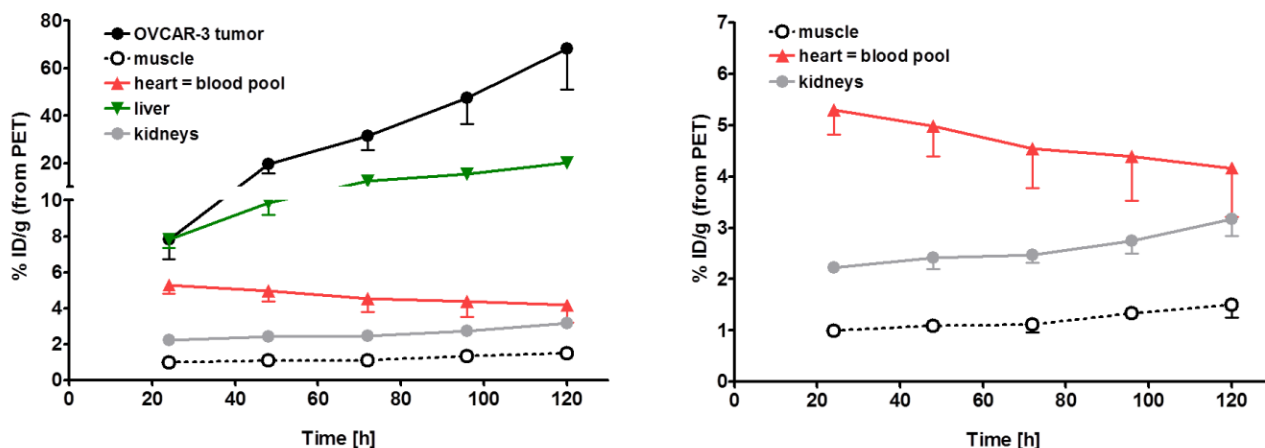 80
60
40
20
10
8
6
4
2
0
% ID/g (from PET)
OVCAR-3 tumor
muscle
heart = blood pool
liver
kidneys
0 20 40 60 80 100 120
Time [h]
7
6
5
4
3
2
1
0
% ID/g (from PET)
muscle
heart = blood pool
kidneys
0 20 40 60 80 100 120
Time [h]